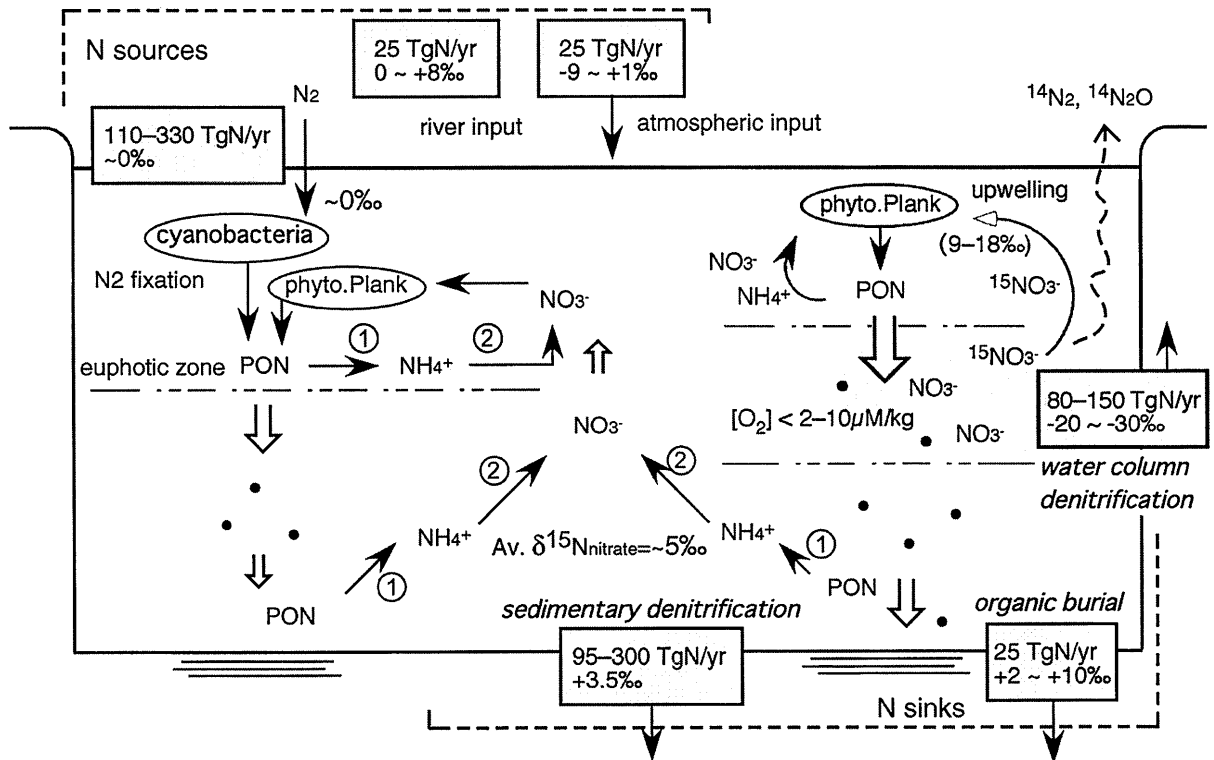 N sources
25 TgN/yr
0 ~ +8‰
25 TgN/yr
-9 ~ +1‰
N2
river input
atmospheric input
14N2, 14N2O
110–330 TgN/yr
~0‰
~0‰
cyanobacteria
N2 fixation
phyto.Plank
NO3-
phyto.Plank
upwelling
(9–18‰)
NO3-
NH4+
PON
15NO3-
15NO3-
euphotic zone
PON
①
NH4+
②
NO3-
[O2] < 2–10µM/kg
NO3-
NO3-
80–150 TgN/yr
-20 ~ -30‰
water column
denitrification
②
②
NH4+
Av. δ15Nnitrate=~5‰
NH4+
①
①
PON
PON
sedimentary denitrification
organic burial
95–300 TgN/yr
+3.5‰
25 TgN/yr
+2 ~ +10‰
N sinks